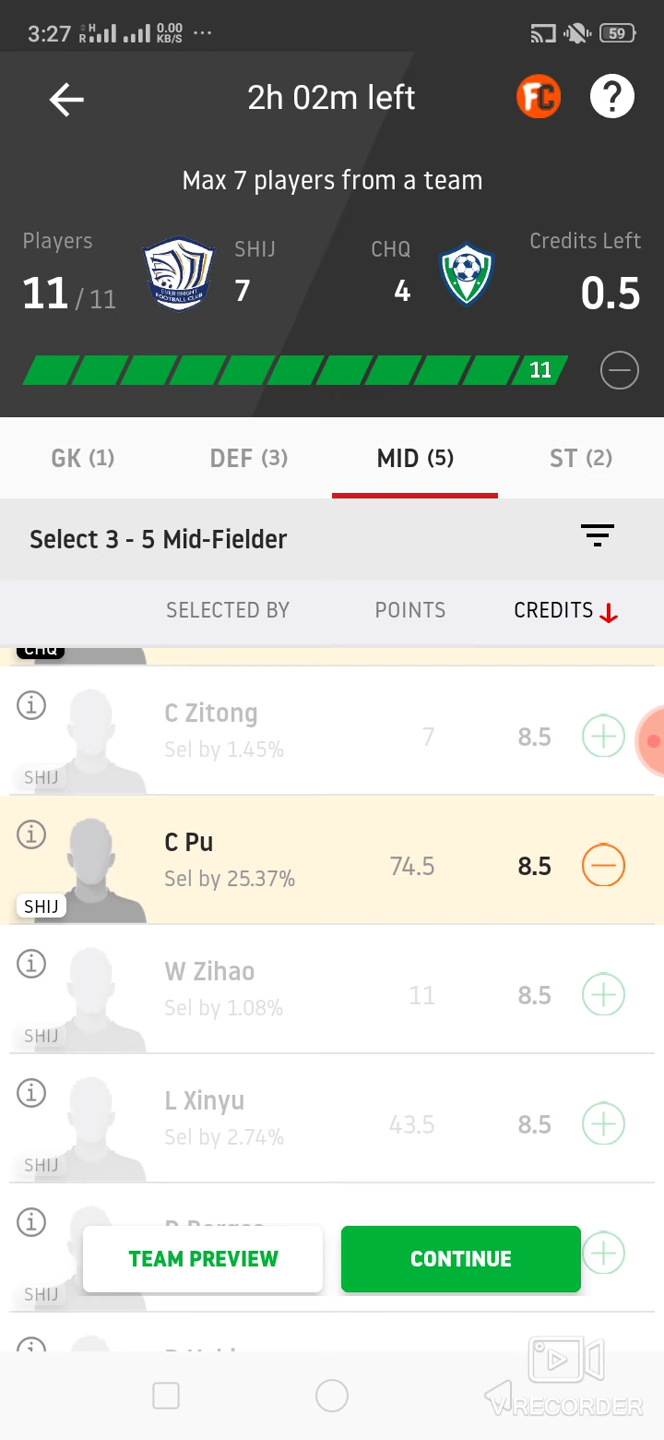 3:27 R H 0.00 KB/S ... 59
2h 02m left FC ?
Max 7 players from a team
Players SHIJ CHQ Credits Left
11 / 11 7 4 0.5
11
GK (1) DEF (3) MID (5) ST (2)
Select 3 - 5 Mid-Fielder
SELECTED BY POINTS CREDITS
CHQ
C Zitong
Sel by 1.45% 7 8.5
SHIJ
C Pu
Sel by 25.37% 74.5 8.5
SHIJ
W Zihao
Sel by 1.08% 11 8.5
SHIJ
L Xinyu
Sel by 2.74% 43.5 8.5
SHIJ
TEAM PREVIEW CONTINUE
SHIJ
VRECORDER